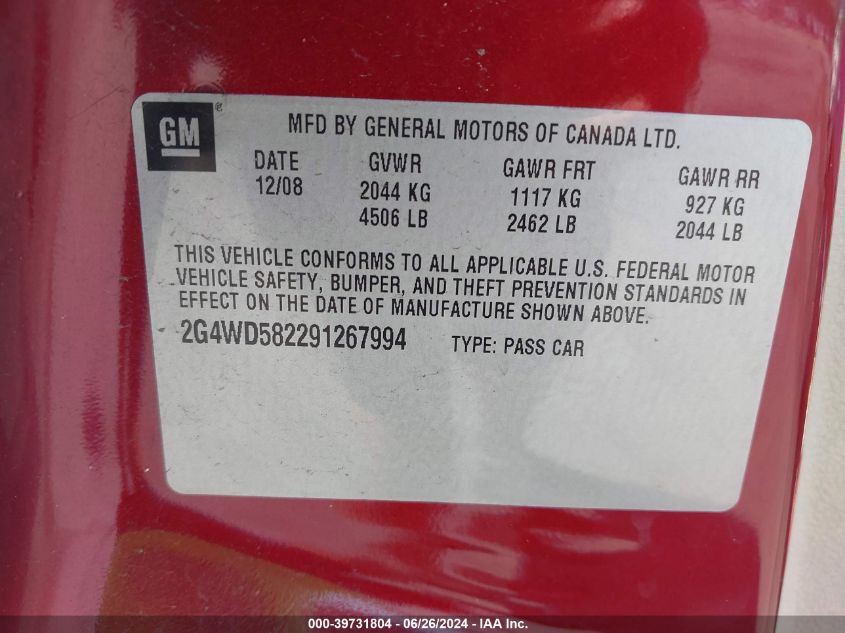 GM
MFD BY GENERAL MOTORS OF CANADA LTD.
DATE GVWR GAWR FRT GAWR RR
12/08 2044 KG 1117 KG 927 KG
4506 LB 2462 LB 2044 LB
THIS VEHICLE CONFORMS TO ALL APPLICABLE U.S. FEDERAL MOTOR
VEHICLE SAFETY, BUMPER, AND THEFT PREVENTION STANDARDS IN
EFFECT ON THE DATE OF MANUFACTURE SHOWN ABOVE.
2G4WD582291267994 TYPE: PASS CAR
000-39731804 - 06/26/2024 - IAA Inc.